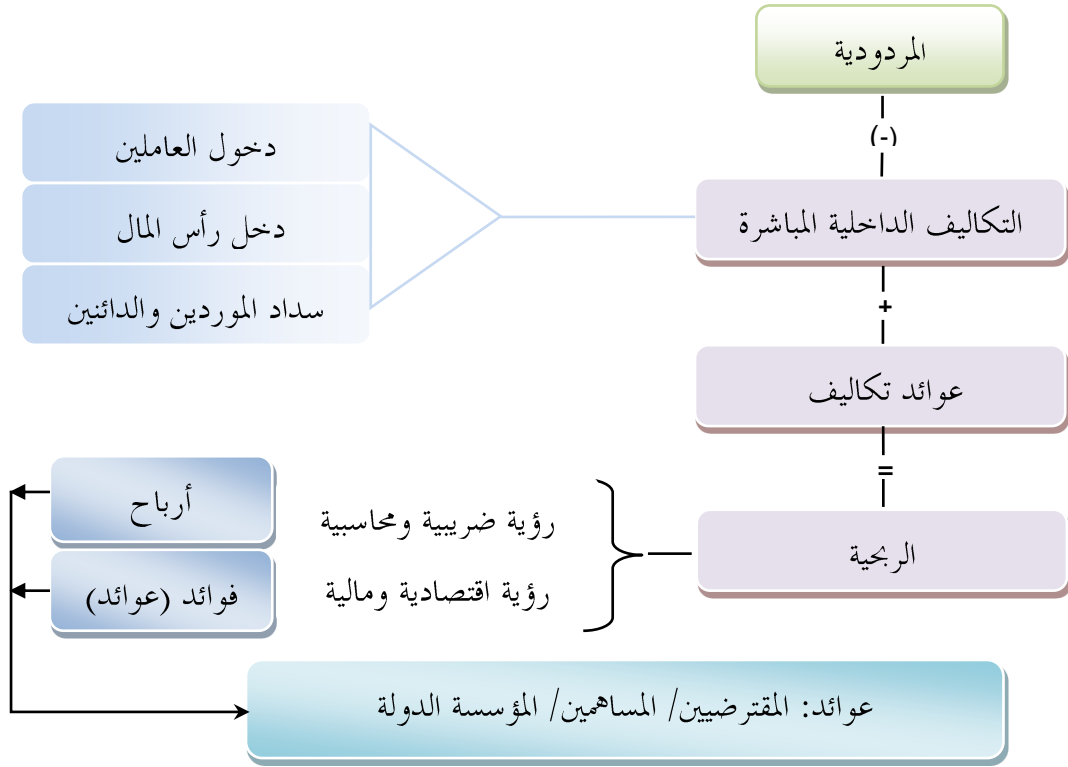 المردودية
(-)
دخول العاملين
دخل رأس المال
سداد الموردين والدائنين
التكاليف الداخلية المباشرة
+
عوائد تكاليف
=
الربحية
رؤية ضريبية ومحاسبية
رؤية اقتصادية ومالية
أرباح
فوائد (عوائد)
عوائد: المقترضيين/ المساهمين/ المؤسسة الدولة